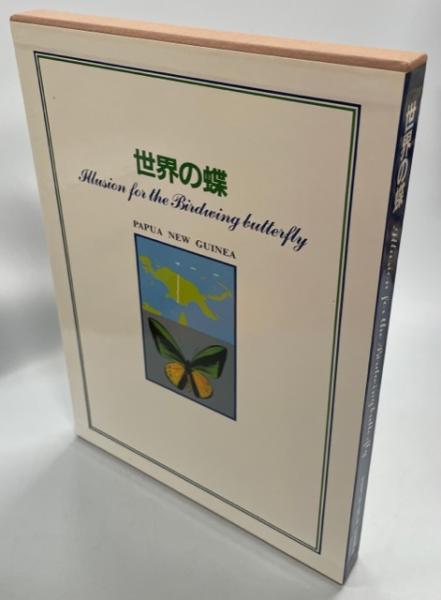 世界の蝶
Illusion for the Birdwing butterfly
PAPUA NEW GUINEA
世界の蝶 Illusion for the Birdwing butterfly